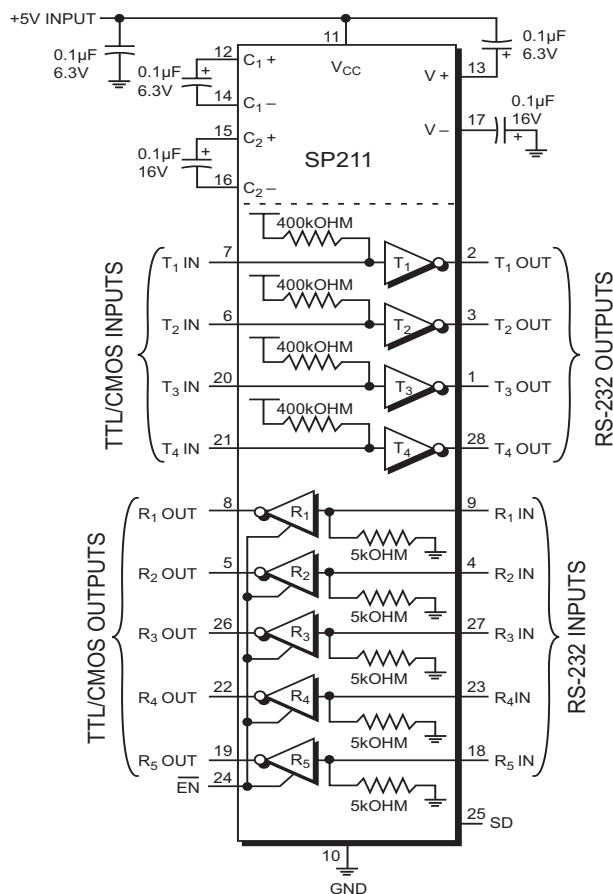 +5V INPUT
0.1µF
6.3V
11
VCC
12
C1 +
0.1µF
6.3V
14
C1 –
15
C2 +
0.1µF
16V
16
C2 –
V +
13
0.1µF
6.3V
V –
17
0.1µF
16V
SP211
400kOHM
T1 IN 7 T1 2 T1 OUT
400kOHM
T2 IN 6 T2 3 T2 OUT
400kOHM
T3 IN 20 T3 1 T3 OUT
400kOHM
T4 IN 21 T4 28 T4 OUT
TTL/CMOS INPUTS
RS-232 OUTPUTS
R1 OUT 8 R1 9 R1 IN
5kOHM
R2 OUT 5 R2 4 R2 IN
5kOHM
R3 OUT 26 R3 27 R3 IN
5kOHM
R4 OUT 22 R4 23 R4IN
5kOHM
R5 OUT 19 R5 18 R5 IN
5kOHM
TTL/CMOS OUTPUTS
RS-232 INPUTS
24
EN
25
SD
10
GND